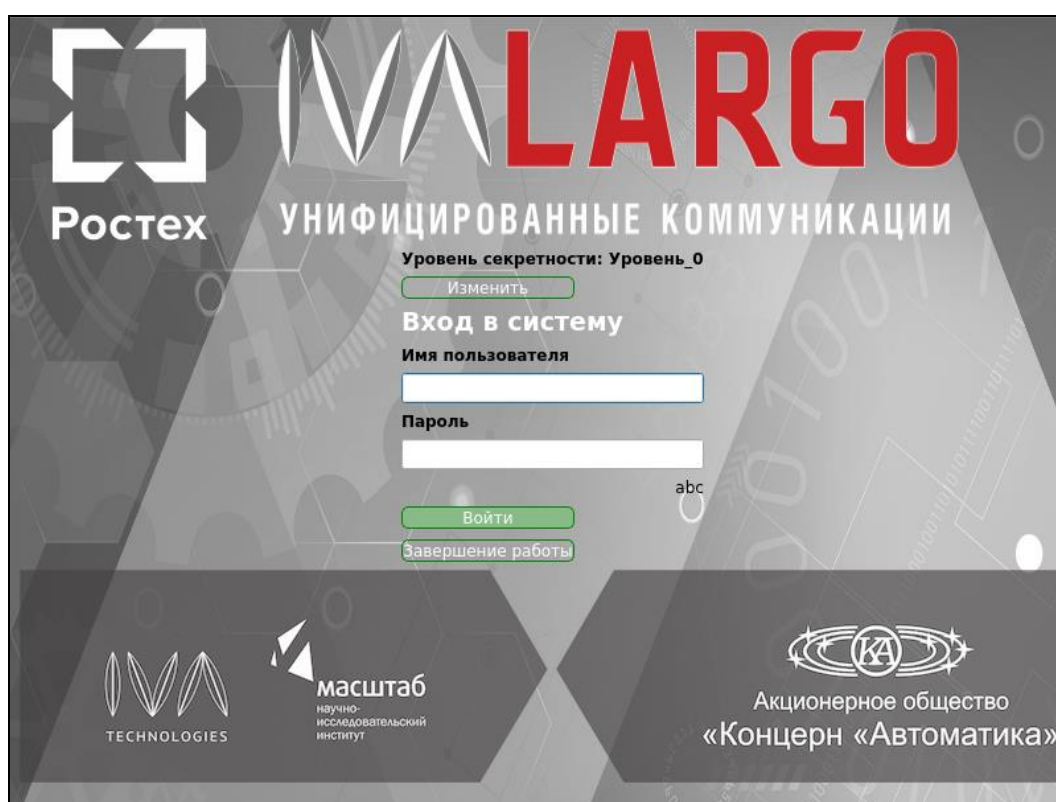 IVA LARGO
Ростех
УНИФИЦИРОВАННЫЕ КОММУНИКАЦИИ
Уровень секретности: Уровень_0
Изменить
Вход в систему
Имя пользователя
Пароль
abc
Войти
Завершение работы
IVA
TECHNOLOGIES
масштаб
научно-
исследовательский
институт
КА
Акционерное общество
«Концерн «Автоматика»